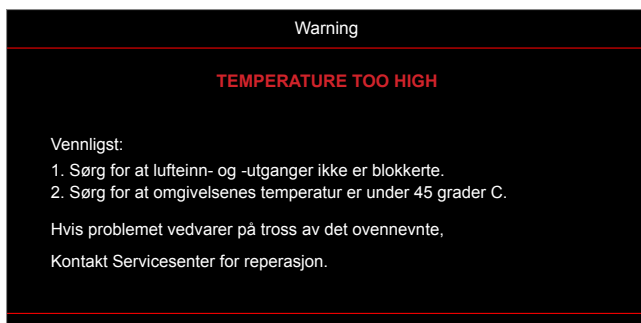 Warning
TEMPERATURE TOO HIGH
Vennligst:
1. Sørg for at lufteinn- og -utganger ikke er blokkerte.
2. Sørg for at omgivelsenes temperatur er under 45 grader C.
Hvis problemet vedvarer på tross av det ovennevnte,
Kontakt Servicesenter for reperasjon.